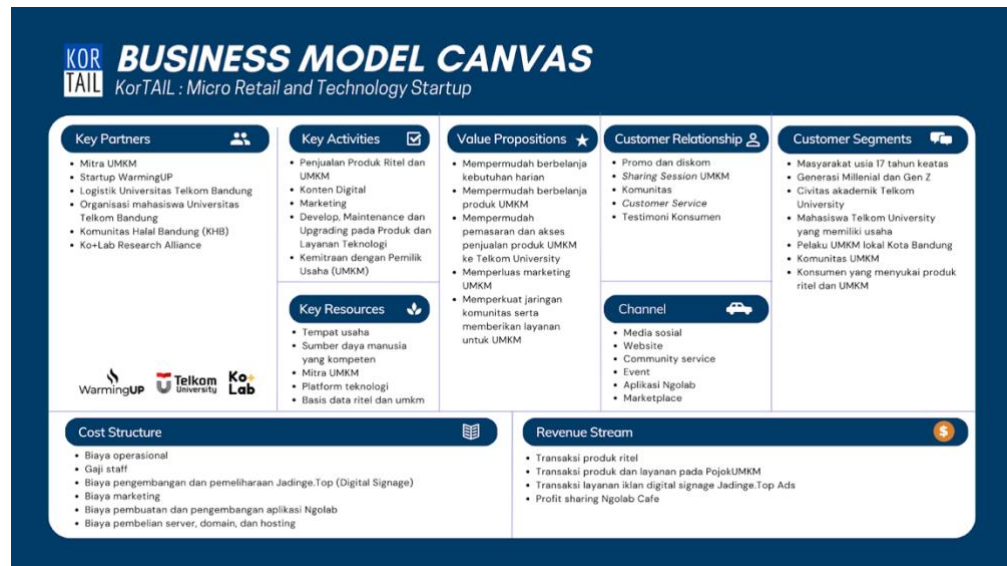 KOR
TAIL
BUSINESS MODEL CANVAS
KorTAIL : Micro Retail and Technology Startup
Key Partners
• Mitra UMKM
• Startup WarmingUP
• Logistik Universitas Telkom Bandung
• Organisasi mahasiswa Universitas
Telkom Bandung
• Komunitas Halal Bandung (KHB)
• Ko+Lab Research Alliance
WarmingUP
Telkom
University
Ko+
Lab
Key Activities
• Penjualan Produk Ritel dan
UMKM
• Konten Digital
• Marketing
• Develop, Maintenance dan
Upgrading pada Produk dan
Layanan Teknologi
• Kemitraan dengan Pemilik
Usaha (UMKM)
Key Resources
• Tempat usaha
• Sumber daya manusia
yang kompeten
• Mitra UMKM
• Platform teknologi
• Basis data ritel dan umkm
Value Propositions
• Mempermudah berbelanja
kebutuhan harian
• Mempermudah berbelanja
produk UMKM
• Mempermudah
pemasaran dan akses
penjualan produk UMKM
ke Telkom University
• Memperluas marketing
UMKM
• Memperkuat jaringan
komunitas serta
memberikan layanan
untuk UMKM
Customer Relationship
• Promo dan diskom
• Sharing Session UMKM
• Komunitas
• Customer Service
• Testimoni Konsumen
Channel
• Media sosial
• Website
• Community service
• Event
• Aplikasi Ngolab
• Marketplace
Customer Segments
• Masyarakat usia 17 tahun keatas
• Generasi Millenial dan Gen Z
• Civitas akademik Telkom
University
• Mahasiswa Telkom University
yang memiliki usaha
• Pelaku UMKM lokal Kota Bandung
• Komunitas UMKM
• Konsumen yang menyukai produk
ritel dan UMKM
Cost Structure
• Biaya operasional
• Gaji staff
• Biaya pengembangan dan pemeliharaan Jadinge.Top (Digital Signage)
• Biaya marketing
• Biaya pembuatan dan pengembangan aplikasi Ngolab
• Biaya pembelian server, domain, dan hosting
Revenue Stream
$
• Transaksi produk ritel
• Transaksi produk dan layanan pada PojokUMKM
• Transaksi layanan iklan digital signage Jadinge.Top Ads
• Profit sharing Ngolab Cafe